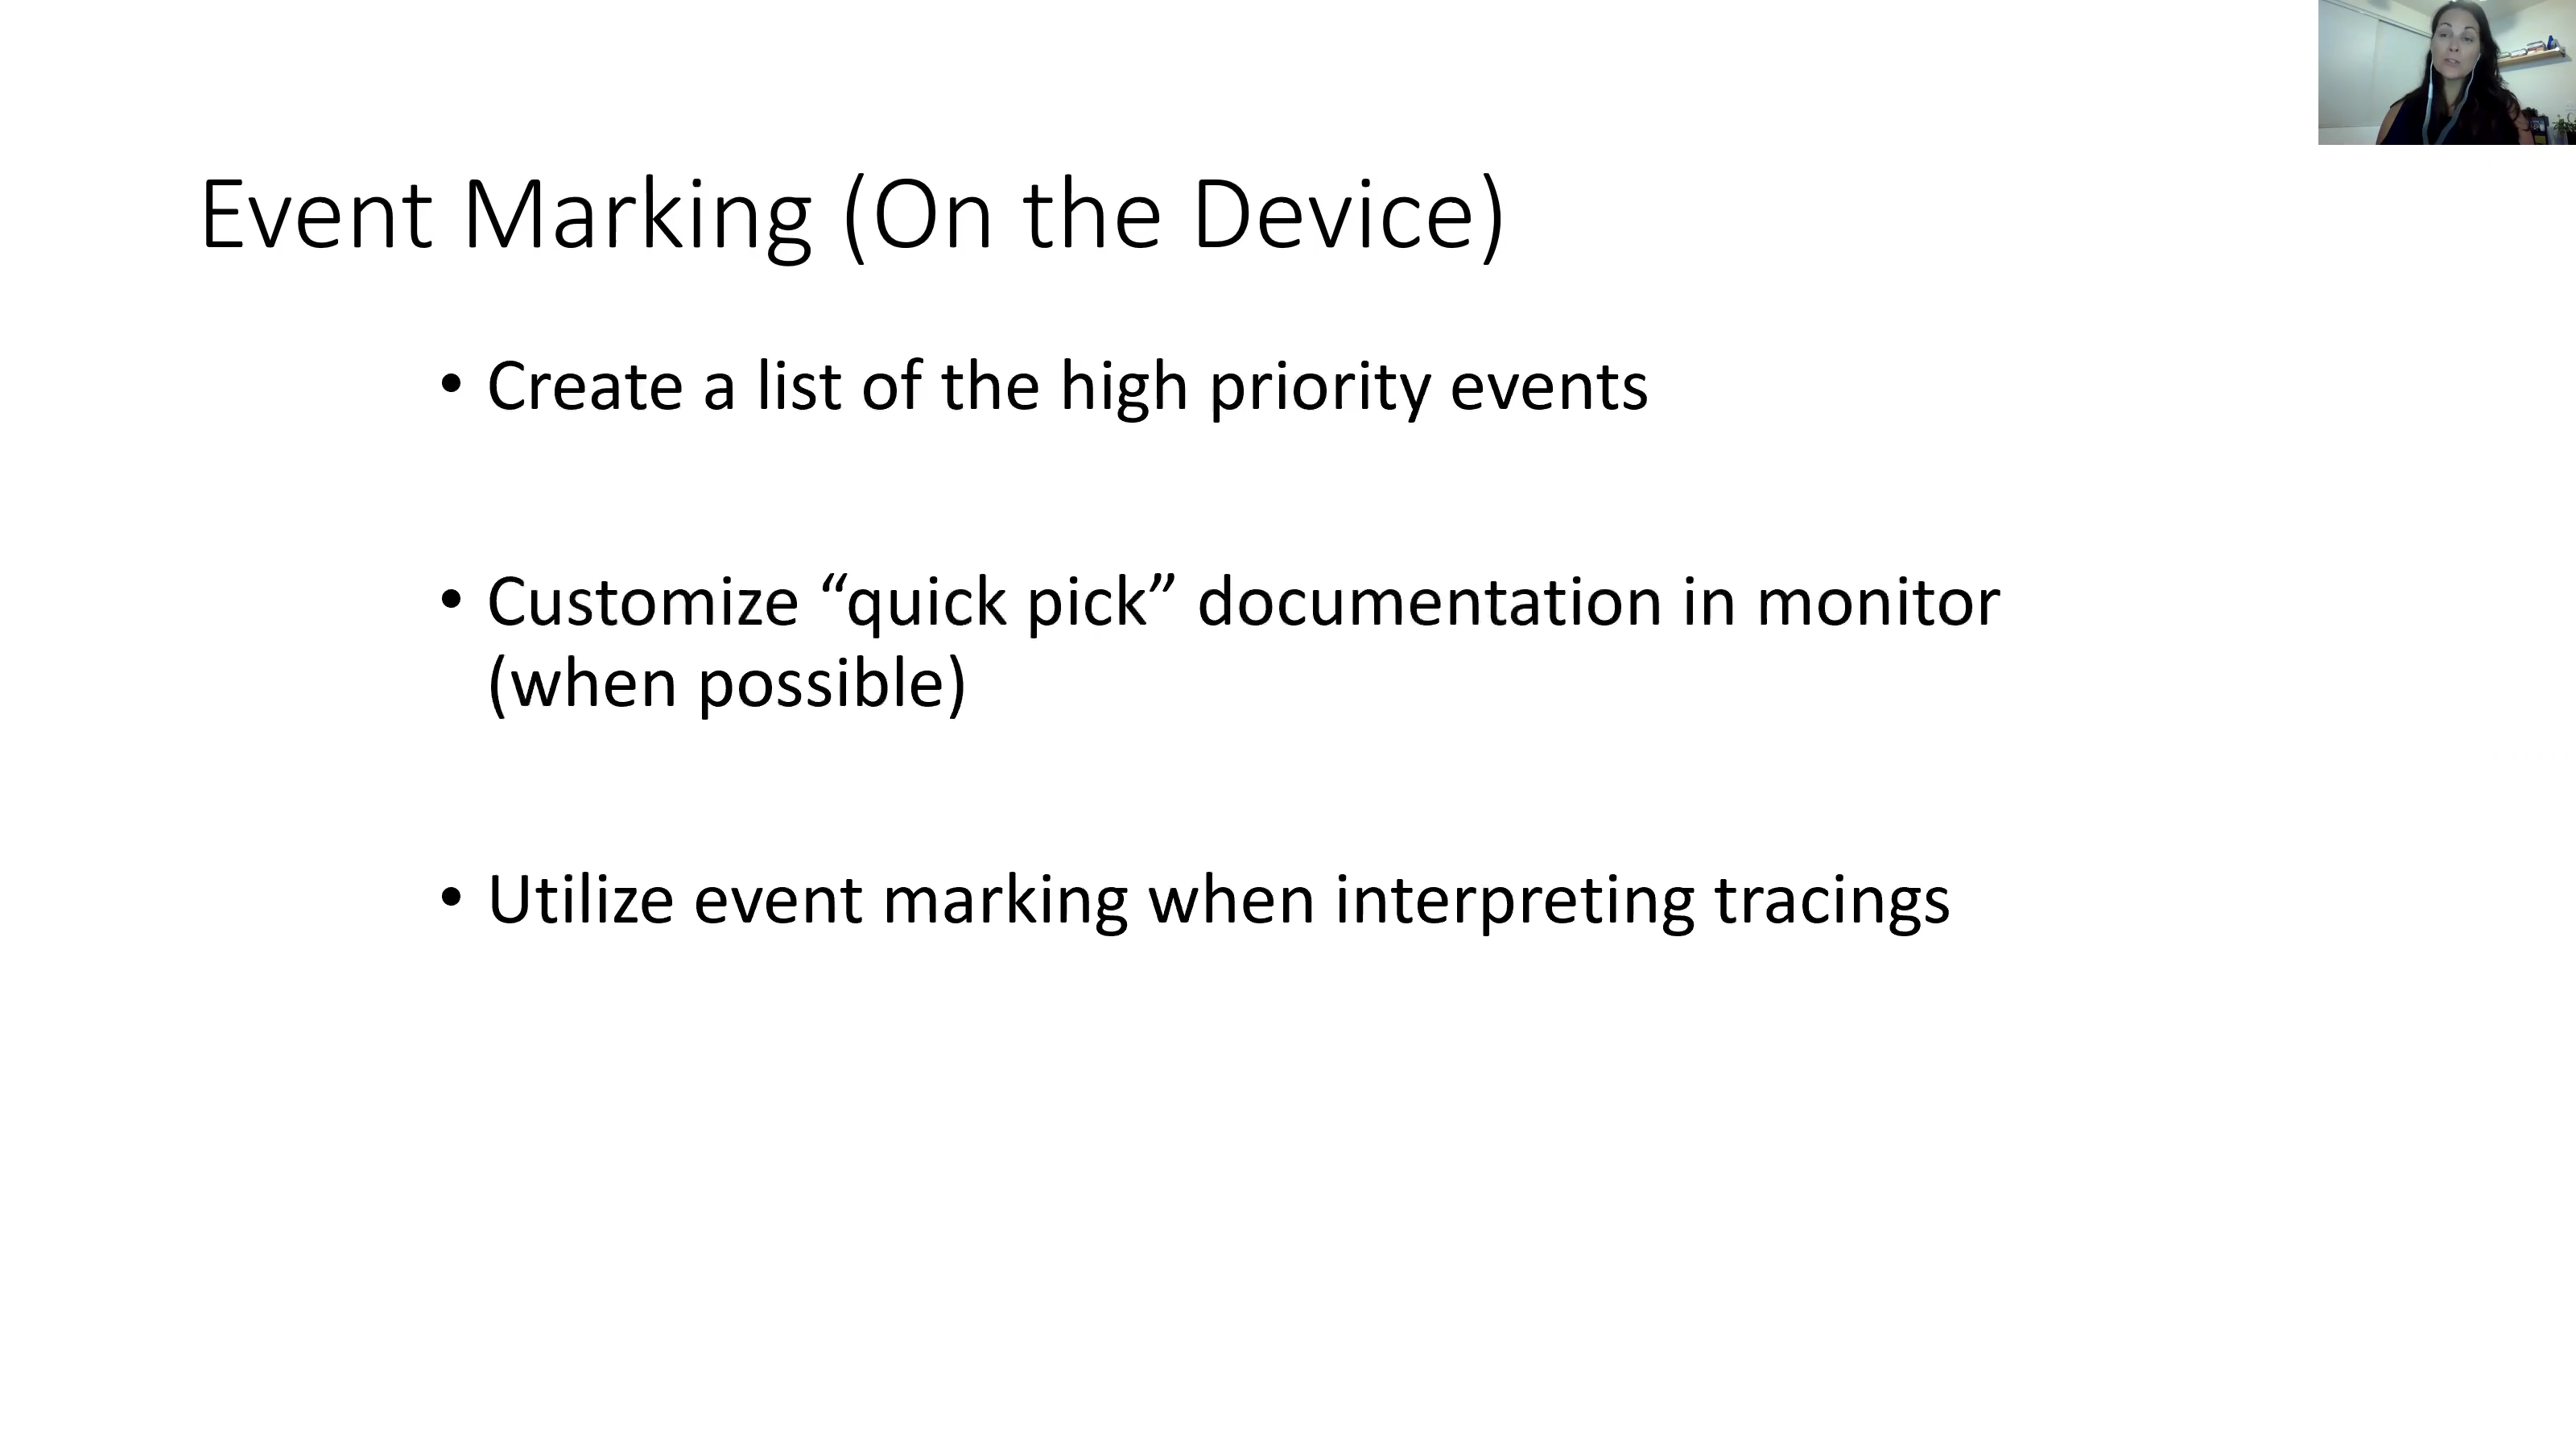 Event Marking (On the Device)
• Create a list of the high priority events
• Customize “quick pick” documentation in monitor
(when possible)
• Utilize event marking when interpreting tracings